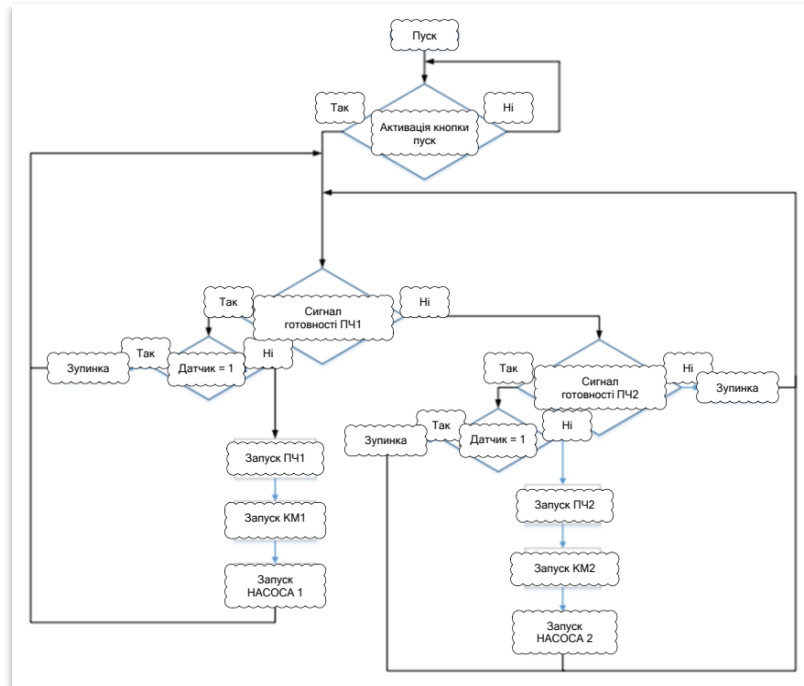 Пуск
Так
Ні
Активація кнопки
пуск
Так
Ні
Сигнал
готовності ПЧ1
Так
Ні
Зупинка
Датчик = 1
Так
Ні
Сигнал
готовності ПЧ2
Зупинка
Так
Ні
Зупинка
Датчик = 1
Запуск ПЧ1
Запуск ПЧ2
Запуск КМ1
Запуск КМ2
Запуск
НАСОСА 1
Запуск
НАСОСА 2